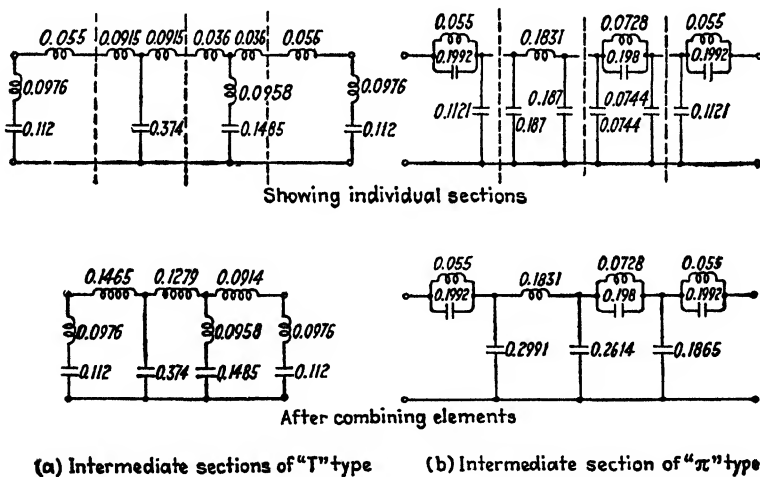 0.055 0.0915 0.0915 0.036 0.036 0.055
0.0976 0.0958 0.0976
0.112 0.374 0.1485 0.112
0.055 0.1831 0.0728 0.055
0.1992 0.198 0.1992
0.1121 0.187 0.0744 0.1121
0.187 0.0744
Showing individual sections
0.1465 0.1279 0.0914
0.0976 0.0958 0.0976
0.112 0.374 0.1485 0.112
0.055 0.1831 0.0728 0.055
0.1992 0.198 0.1992
0.2991 0.2614 0.1865
After combining elements
(a) Intermediate sections of "T" type (b) Intermediate section of "π" type